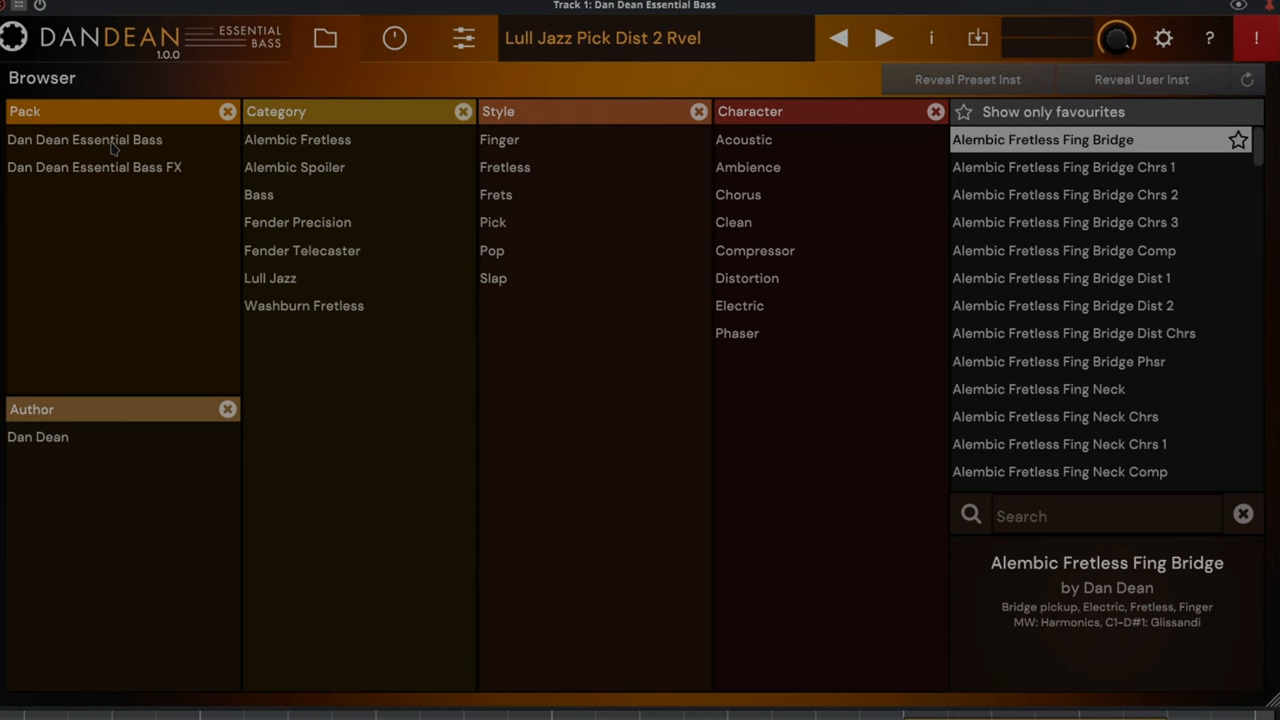 Track 1: Dan Dean Essential Bass
DANDEAN
1.0.0
ESSENTIAL
BASS
Lull Jazz Pick Dist 2 Rvel
i
?
!
Browser
Reveal Preset Inst
Reveal User Inst
Pack
Dan Dean Essential Bass
Dan Dean Essential Bass FX
Author
Dan Dean
Category
Alembic Fretless
Alembic Spoiler
Bass
Fender Precision
Fender Telecaster
Lull Jazz
Washburn Fretless
Style
Finger
Fretless
Frets
Pick
Pop
Slap
Character
Acoustic
Ambience
Chorus
Clean
Compressor
Distortion
Electric
Phaser
Show only favourites
Alembic Fretless Fing Bridge
Alembic Fretless Fing Bridge Chrs 1
Alembic Fretless Fing Bridge Chrs 2
Alembic Fretless Fing Bridge Chrs 3
Alembic Fretless Fing Bridge Comp
Alembic Fretless Fing Bridge Dist 1
Alembic Fretless Fing Bridge Dist 2
Alembic Fretless Fing Bridge Dist Chrs
Alembic Fretless Fing Bridge Phsr
Alembic Fretless Fing Neck
Alembic Fretless Fing Neck Chrs
Alembic Fretless Fing Neck Chrs 1
Alembic Fretless Fing Neck Comp
Search
Alembic Fretless Fing Bridge
by Dan Dean
Bridge pickup, Electric, Fretless, Finger
MW: Harmonics, C1-D#1: Glissandi